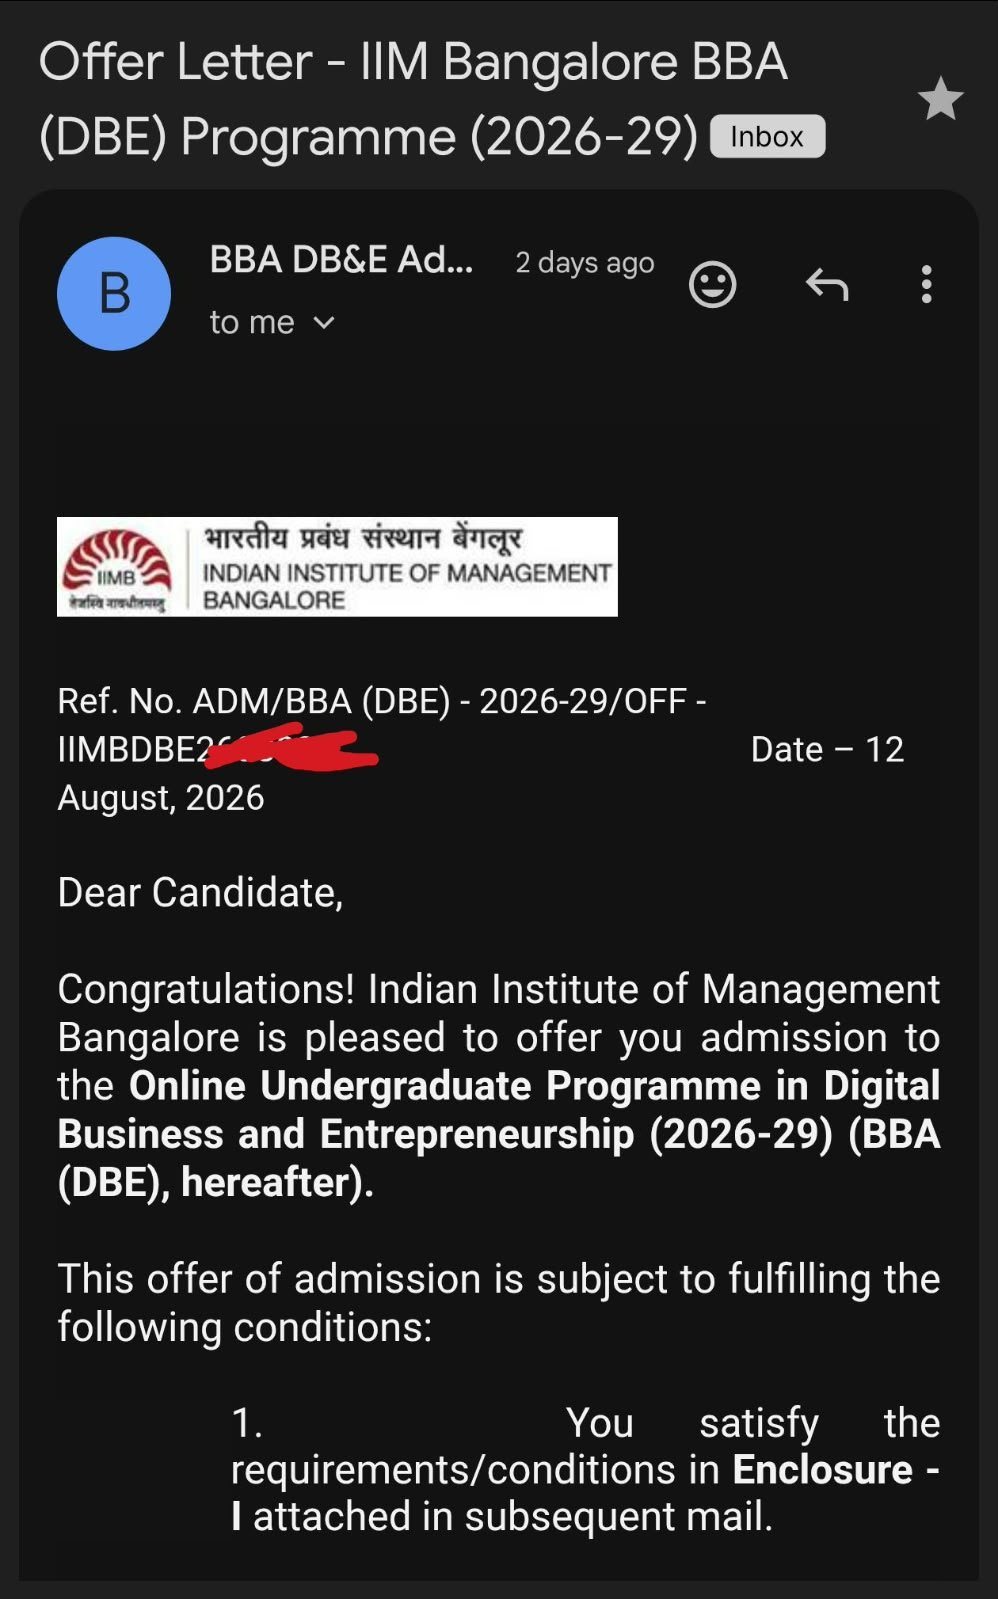 Offer Letter - IIM Bangalore BBA
(DBE) Programme (2026-29) Inbox
B
BBA DB&E Ad... 2 days ago
to me
IIMB
तेजस्वि नावधीतमस्तु
भारतीय प्रबंध संस्थान बेंगलूर
INDIAN INSTITUTE OF MANAGEMENT
BANGALORE
Ref. No. ADM/BBA (DBE) - 2026-29/OFF -
IIMBDBE2 Date – 12
August, 2026
Dear Candidate,
Congratulations! Indian Institute of Management
Bangalore is pleased to offer you admission to
the Online Undergraduate Programme in Digital
Business and Entrepreneurship (2026-29) (BBA
(DBE), hereafter).
This offer of admission is subject to fulfilling the
following conditions:
1. You satisfy the
requirements/conditions in Enclosure -
I attached in subsequent mail.